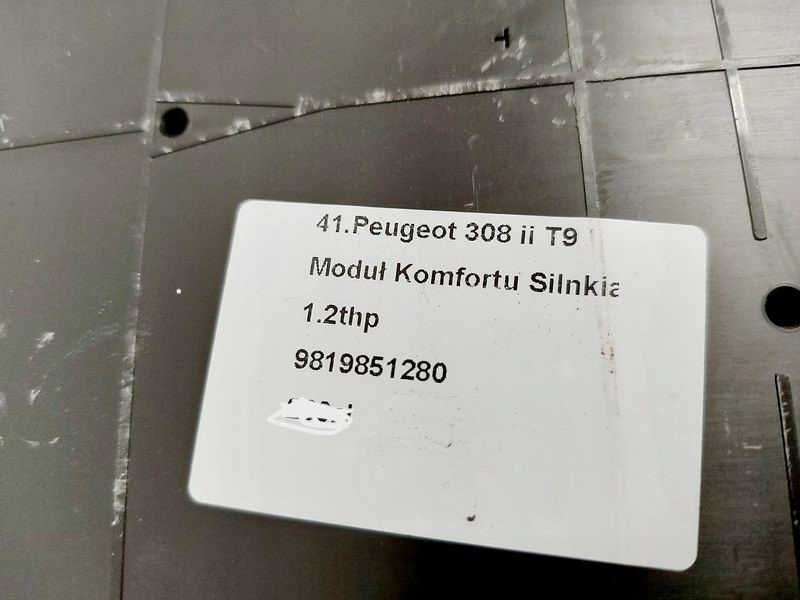 41.Peugeot 308 ii T9
Moduł Komfortu Silnkia
1.2thp
9819851280